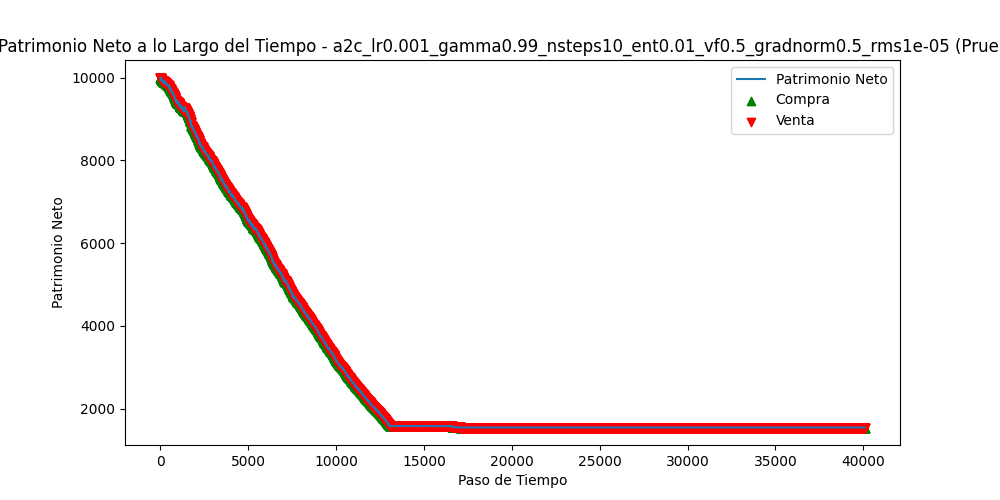 Patrimonio Neto a lo Largo del Tiempo - a2c_lr0.001_gamma0.99_nsteps10_ent0.01_vf0.5_gradnorm0.5_rms1e-05 (Prue
Patrimonio Neto
Compra
Venta
10000
8000
6000
4000
2000
Patrimonio Neto
0 5000 10000 15000 20000 25000 30000 35000 40000
Paso de Tiempo